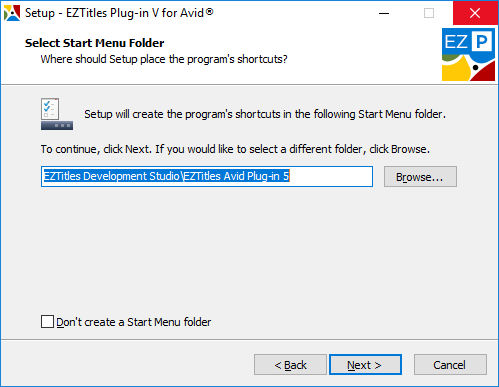 Setup - EZTitles Plug-in V for Avid®
Select Start Menu Folder
Where should Setup place the program's shortcuts?
EZ P
Setup will create the program's shortcuts in the following Start Menu folder.
To continue, click Next. If you would like to select a different folder, click Browse.
EZTitles Development Studio\EZTitles Avid Plug-in 5
Browse...
Don't create a Start Menu folder
< Back
Next >
Cancel